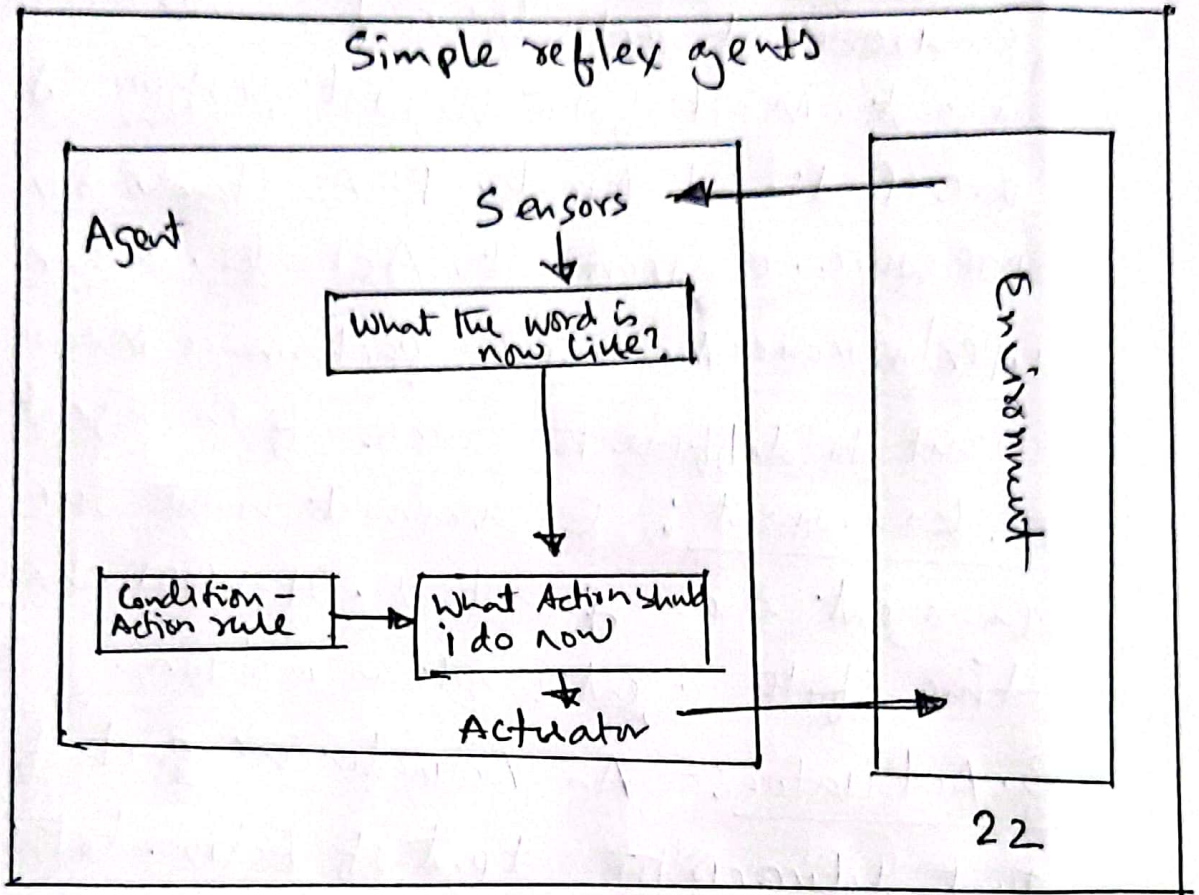 Simple reflex agents
Agent
Sensors
What the word is
now like?
Environment
Condition -
Action rule
What Action shuld
i do now
Actuator
22